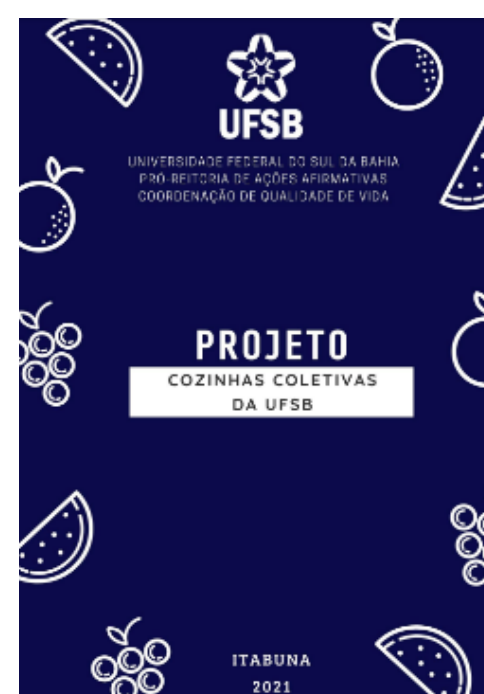 UFSB
UNIVERSIDADE FEDERAL DO SUL DA BAHIA
PRÓ-REITORIA DE AÇÕES AFIRMATIVAS
COORDENAÇÃO DE QUALIDADE DE VIDA
PROJETO
COZINHAS COLETIVAS
DA UFSB
ITABUNA
2021